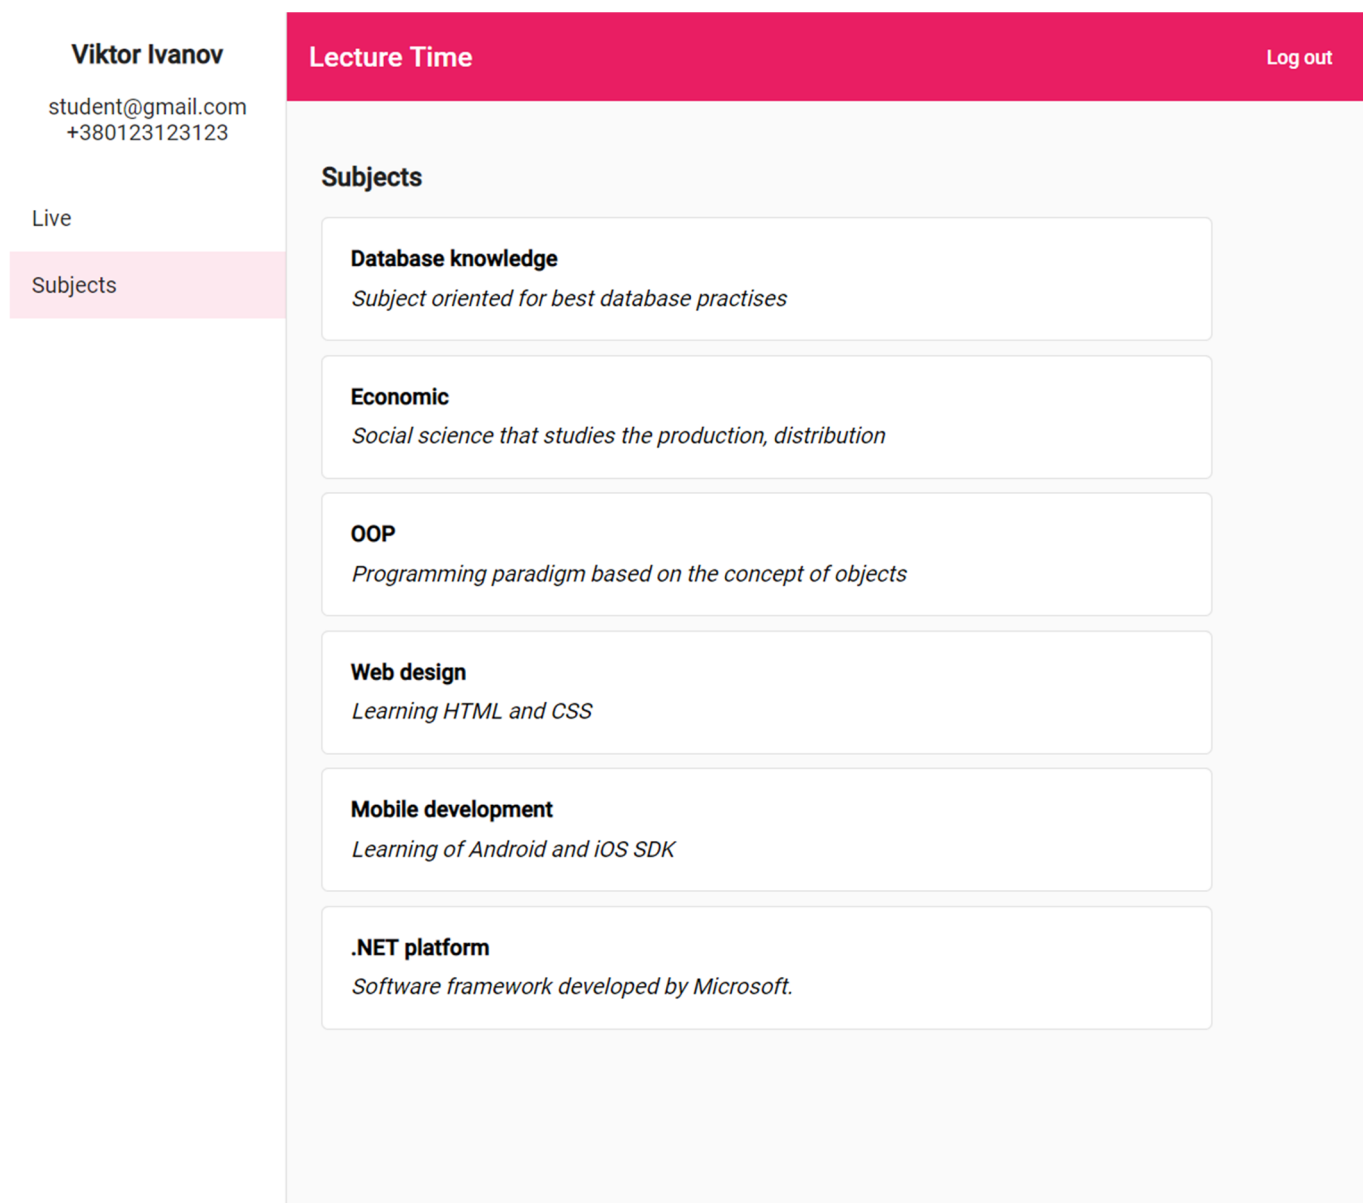 Viktor Ivanov
student@gmail.com
+380123123123
Live
Subjects
Lecture Time
Log out
Subjects
Database knowledge
Subject oriented for best database practises
Economic
Social science that studies the production, distribution
OOP
Programming paradigm based on the concept of objects
Web design
Learning HTML and CSS
Mobile development
Learning of Android and iOS SDK
.NET platform
Software framework developed by Microsoft.